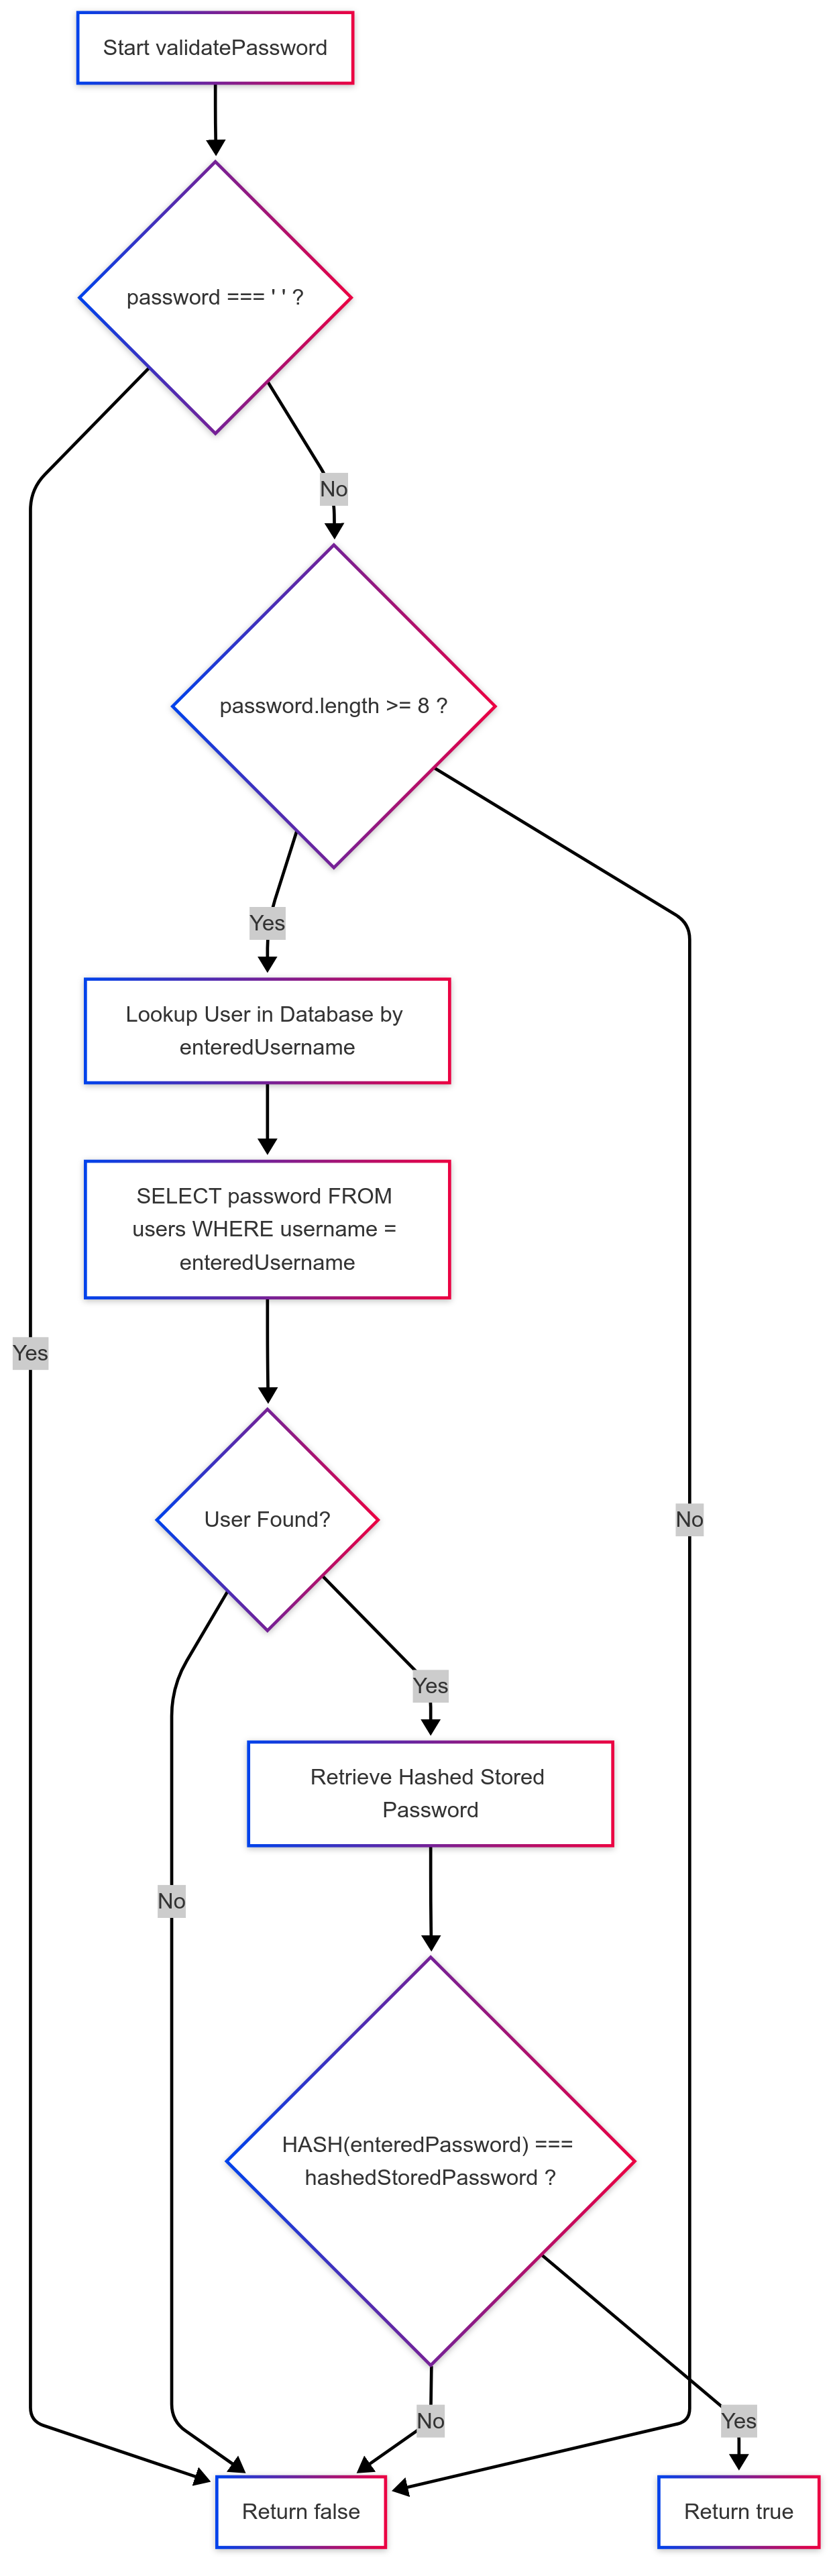 Start validatePassword
password === ' ' ?
No
password.length >= 8 ?
Yes
Lookup User in Database by
enteredUsername
SELECT password FROM
users WHERE username =
enteredUsername
Yes
User Found?
No
Yes
Retrieve Hashed Stored
Password
No
HASH(enteredPassword) ===
hashedStoredPassword ?
No
Yes
Return false
Return true